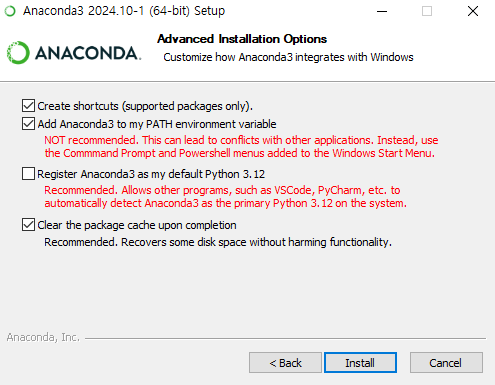 Anaconda3 2024.10-1 (64-bit) Setup
ANACONDA.
Advanced Installation Options
Customize how Anaconda3 integrates with Windows
Create shortcuts (supported packages only).
Add Anaconda3 to my PATH environment variable
NOT recommended. This can lead to conflicts with other applications. Instead, use
the Commmand Prompt and Powershell menus added to the Windows Start Menu.
Register Anaconda3 as my default Python 3.12
Recommended. Allows other programs, such as VSCode, PyCharm, etc. to
automatically detect Anaconda3 as the primary Python 3.12 on the system.
Clear the package cache upon completion
Recommended. Recovers some disk space without harming functionality.
Anaconda, Inc.
< Back
Install
Cancel